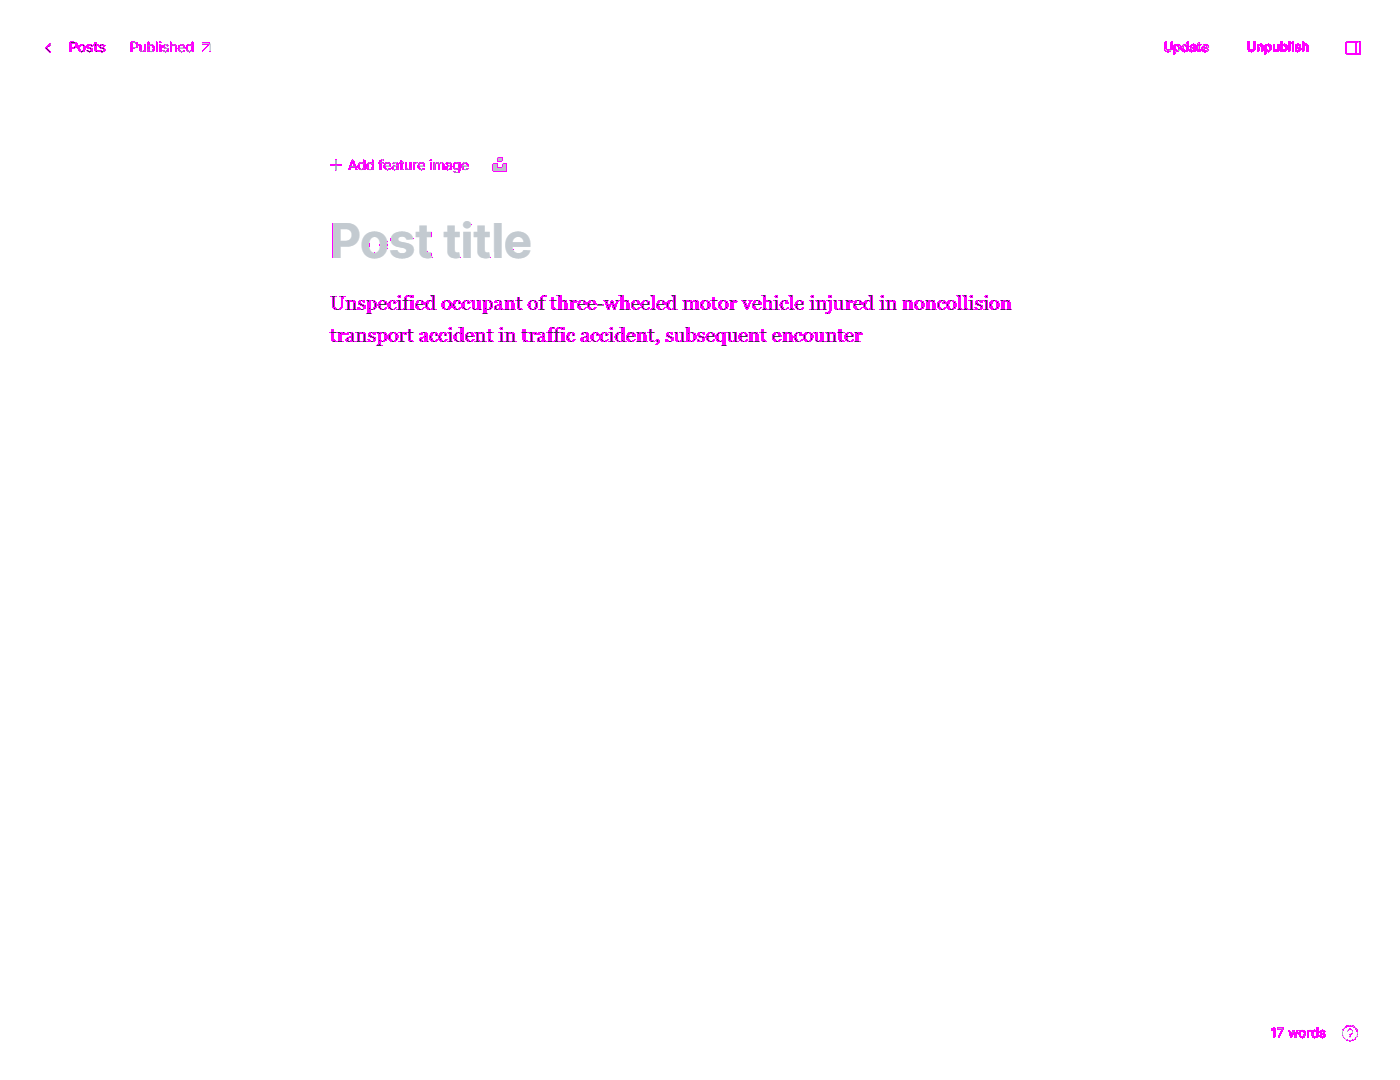 Posts Published
Update Unpublish
Add feature image
Post title
Unspecified occupant of three-wheeled motor vehicle injured in noncollision
transport accident in traffic accident, subsequent encounter
17 words